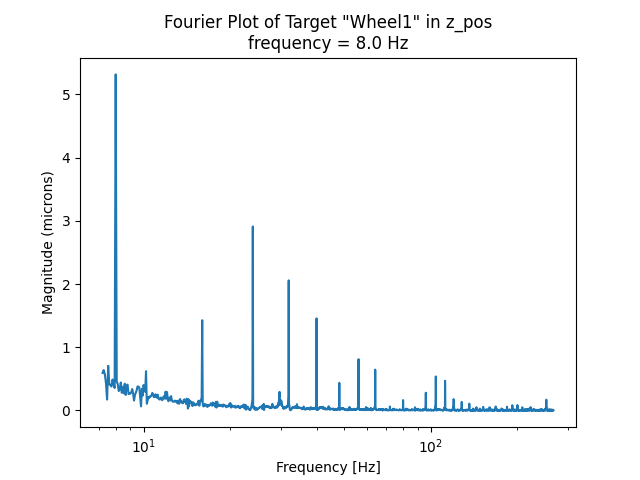 Fourier Plot of Target "Wheel1" in z_pos
frequency = 8.0 Hz
5
4
3
2
1
0
Magnitude (microns)
10¹
10²
Frequency [Hz]